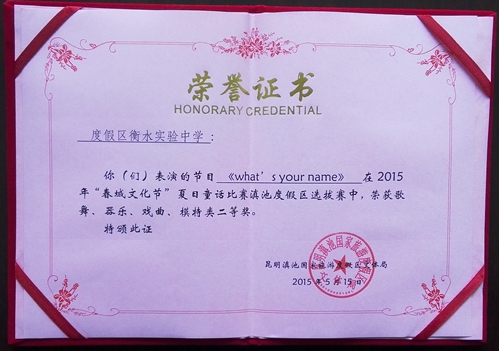 荣誉证书
HONORARY CREDENTIAL
度假区衡水实验中学：
你（们）表演的节目 《what's your name》 在2015
年“春城文化节”夏日童话比赛滇池度假区选拔赛中，荣获歌
舞、器乐、戏曲、模特类二等奖。
特颁此证
昆明滇池国家旅游度假区文体局
2015年5月15日